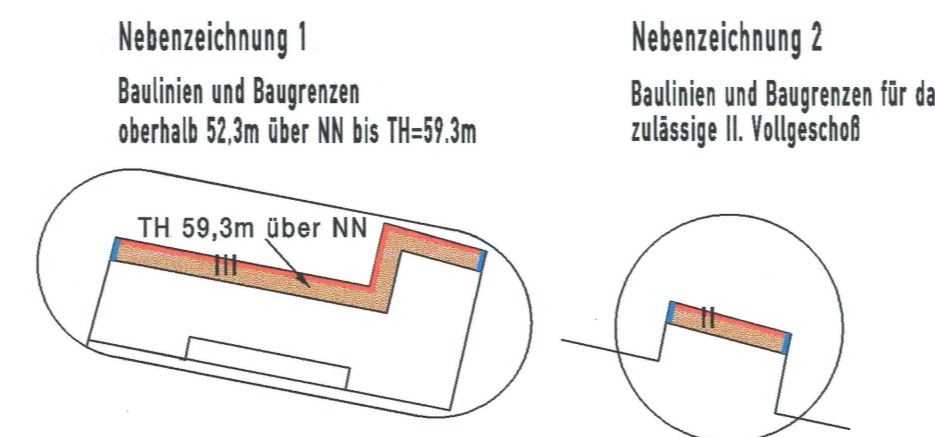 Nebenzeichnung 1
Baulinien und Baugrenzen
oberhalb 52,3m über NN bis TH=59.3m
TH 59,3m über NN
III
Nebenzeichnung 2
Baulinien und Baugrenzen für da
zulässige II. Vollgeschoß
II